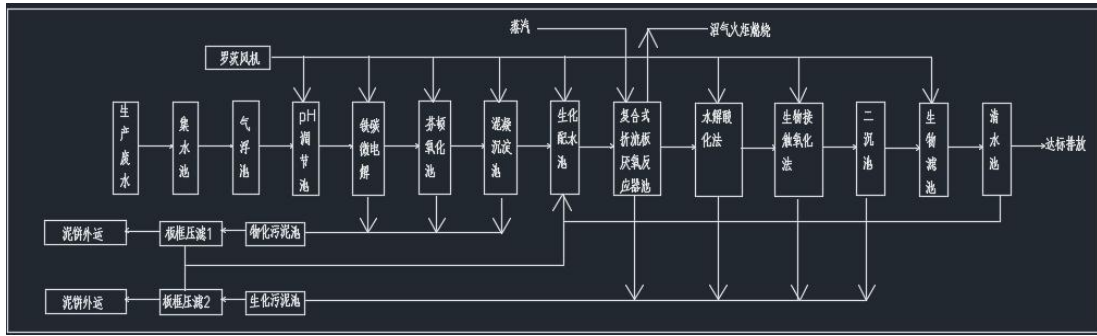 蒸汽
沼气火炬燃烧
罗茨风机
生
产
废
水
集
水
池
气
浮
池
pH
调
节
池
铁碳
微电
解
芬顿
氧化
池
混凝
沉淀
池
生化
配水
池
复合式
折流板
厌氧反
应器池
水解酸
化法
生物接
触氧化
法
二
沉
池
生
物
滤
池
清
水
池
达标排放
泥饼外运
板框压滤1
物化污泥池
泥饼外运
板框压滤2
生化污泥池